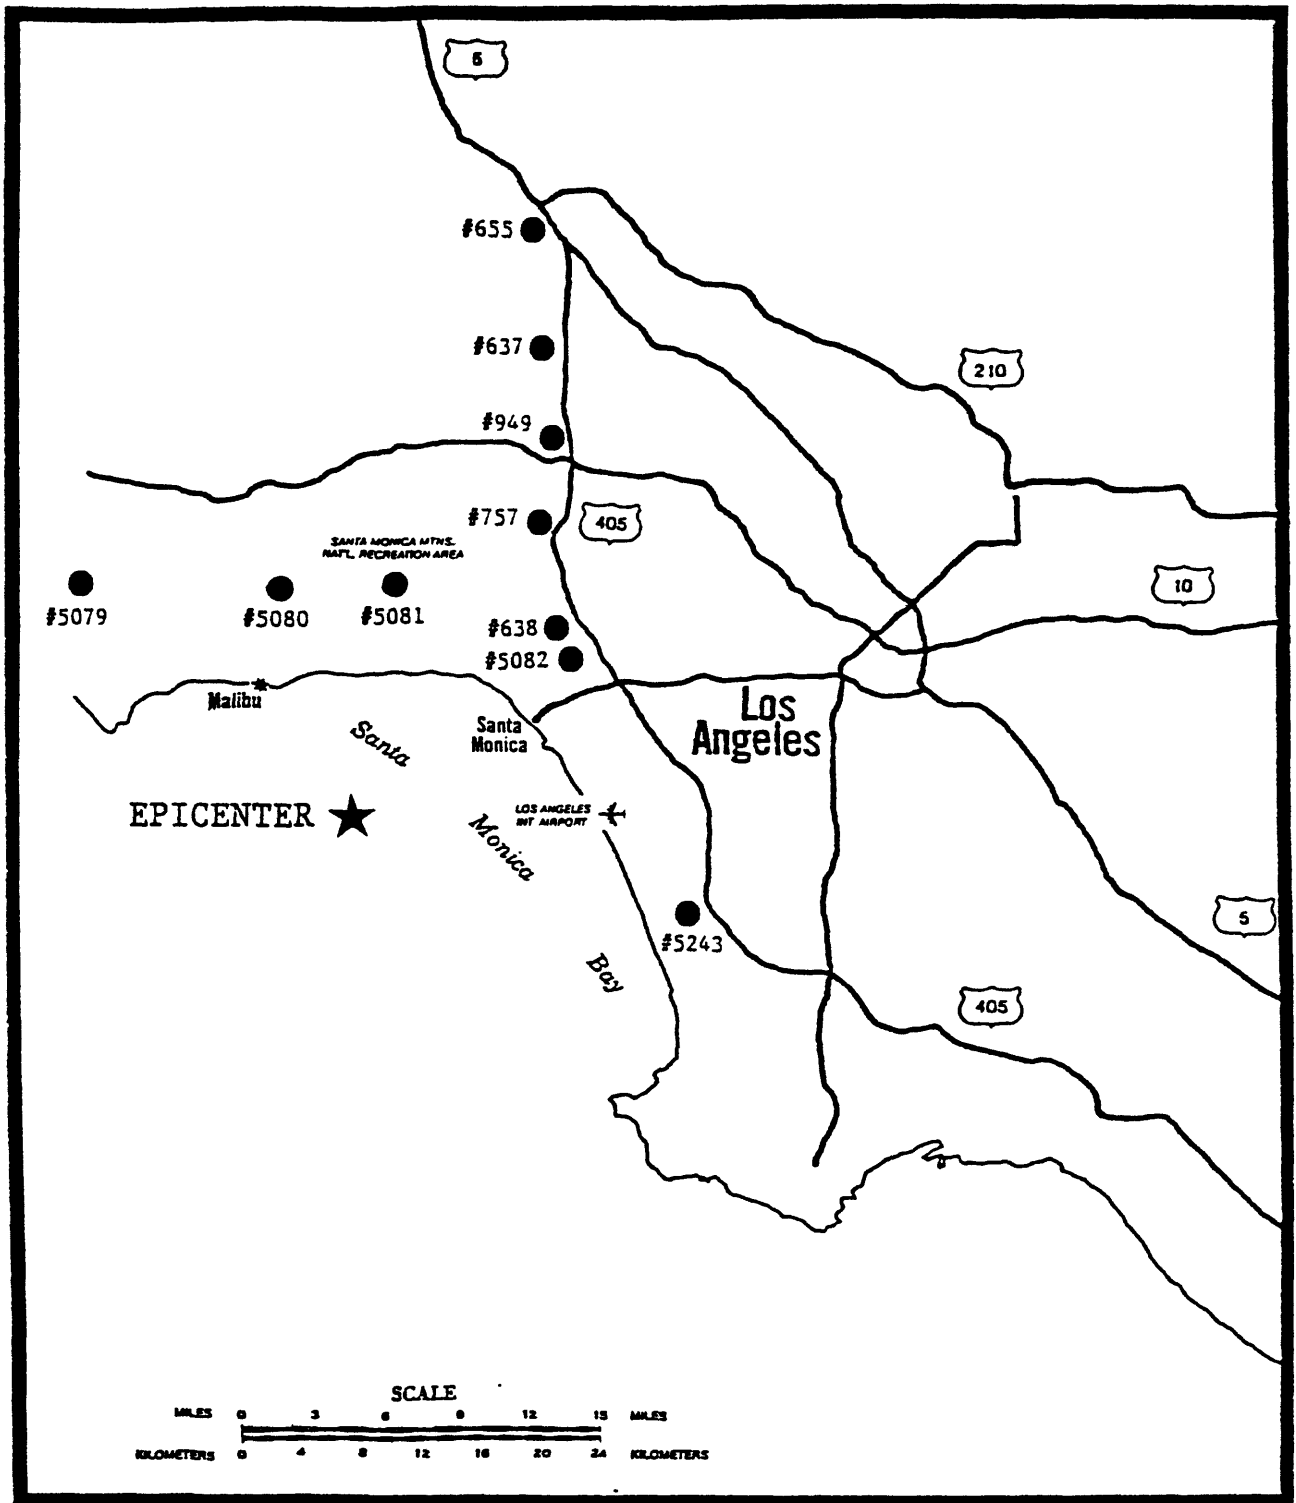 5
#655
#637
210
#949
#757
405
SANTA MONICA MTNS.
NAT'L. RECREATION AREA
10
#5079
#5080
#5081
#638
#5082
Malibu
Santa
Monica
Los
Angeles
Santa
EPICENTER
LOS ANGELES
INT AIRPORT
Monica
5
#5243
Bay
405
SCALE
MILES 0 3 6 9 12 15 MILES
KILOMETERS 0 4 8 12 16 20 24 KILOMETERS